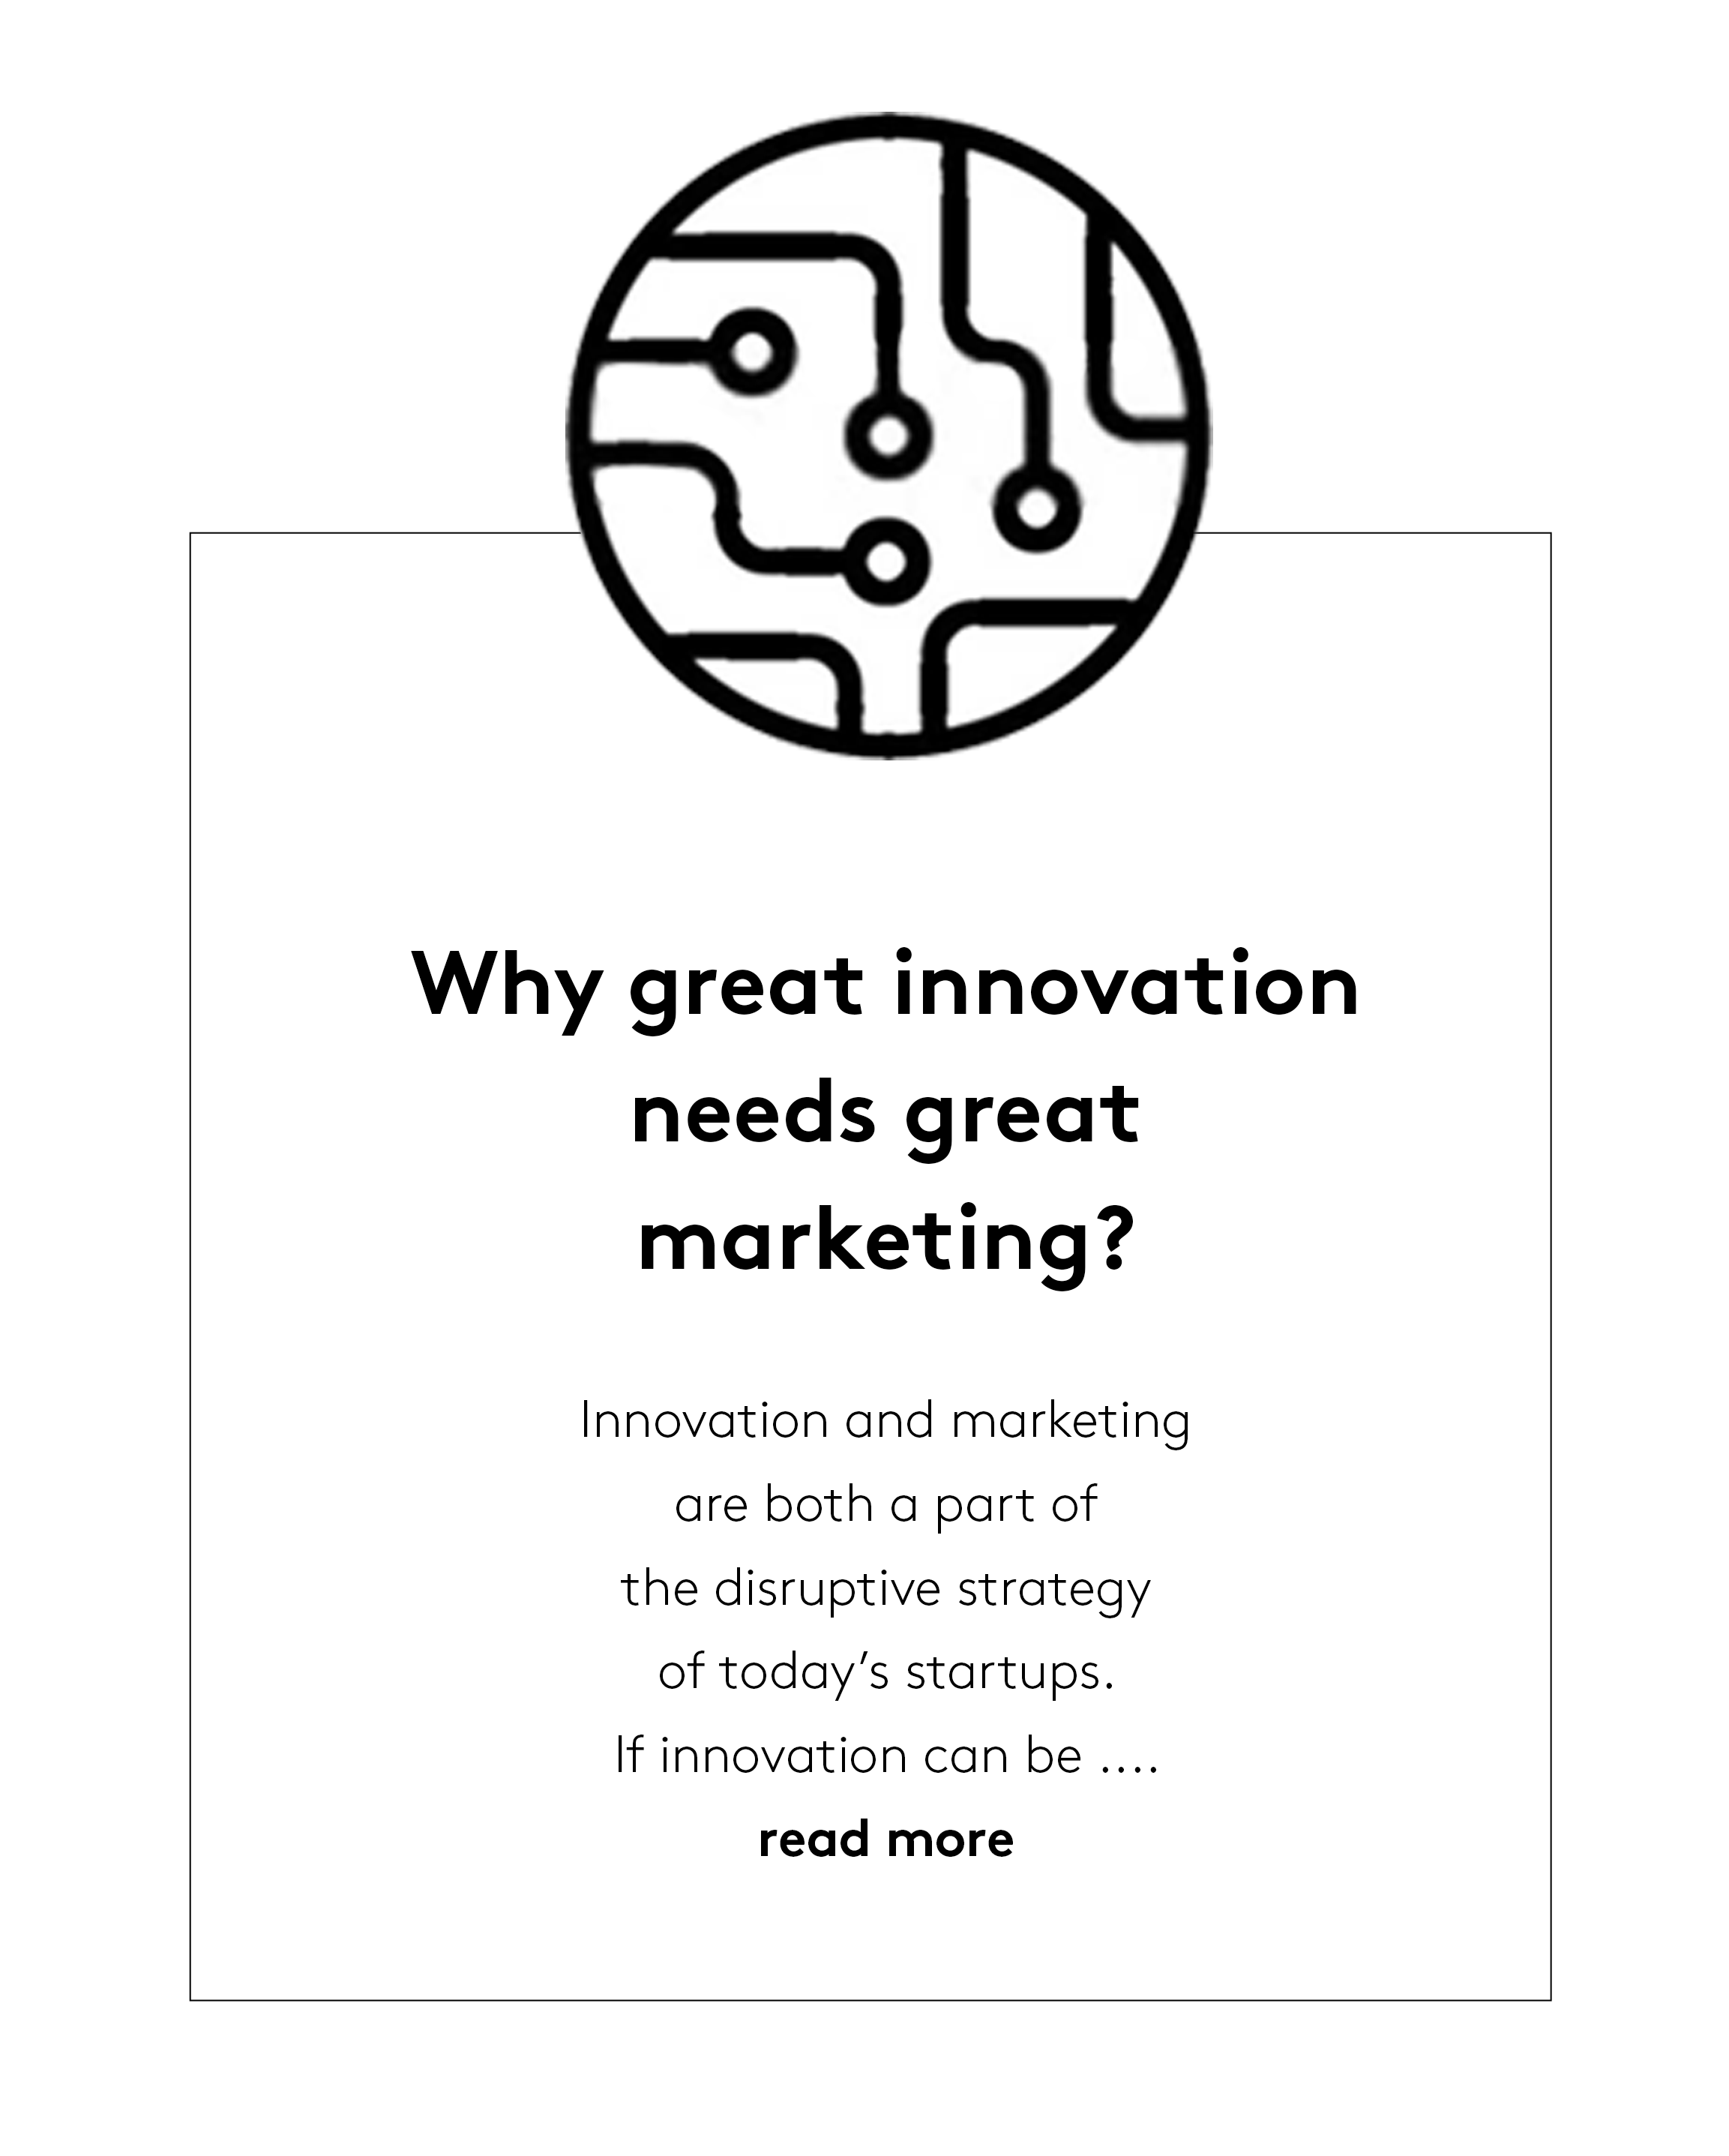 Why great innovation
needs great
marketing?
Innovation and marketing
are both a part of
the disruptive strategy
of today’s startups.
If innovation can be ....
read more